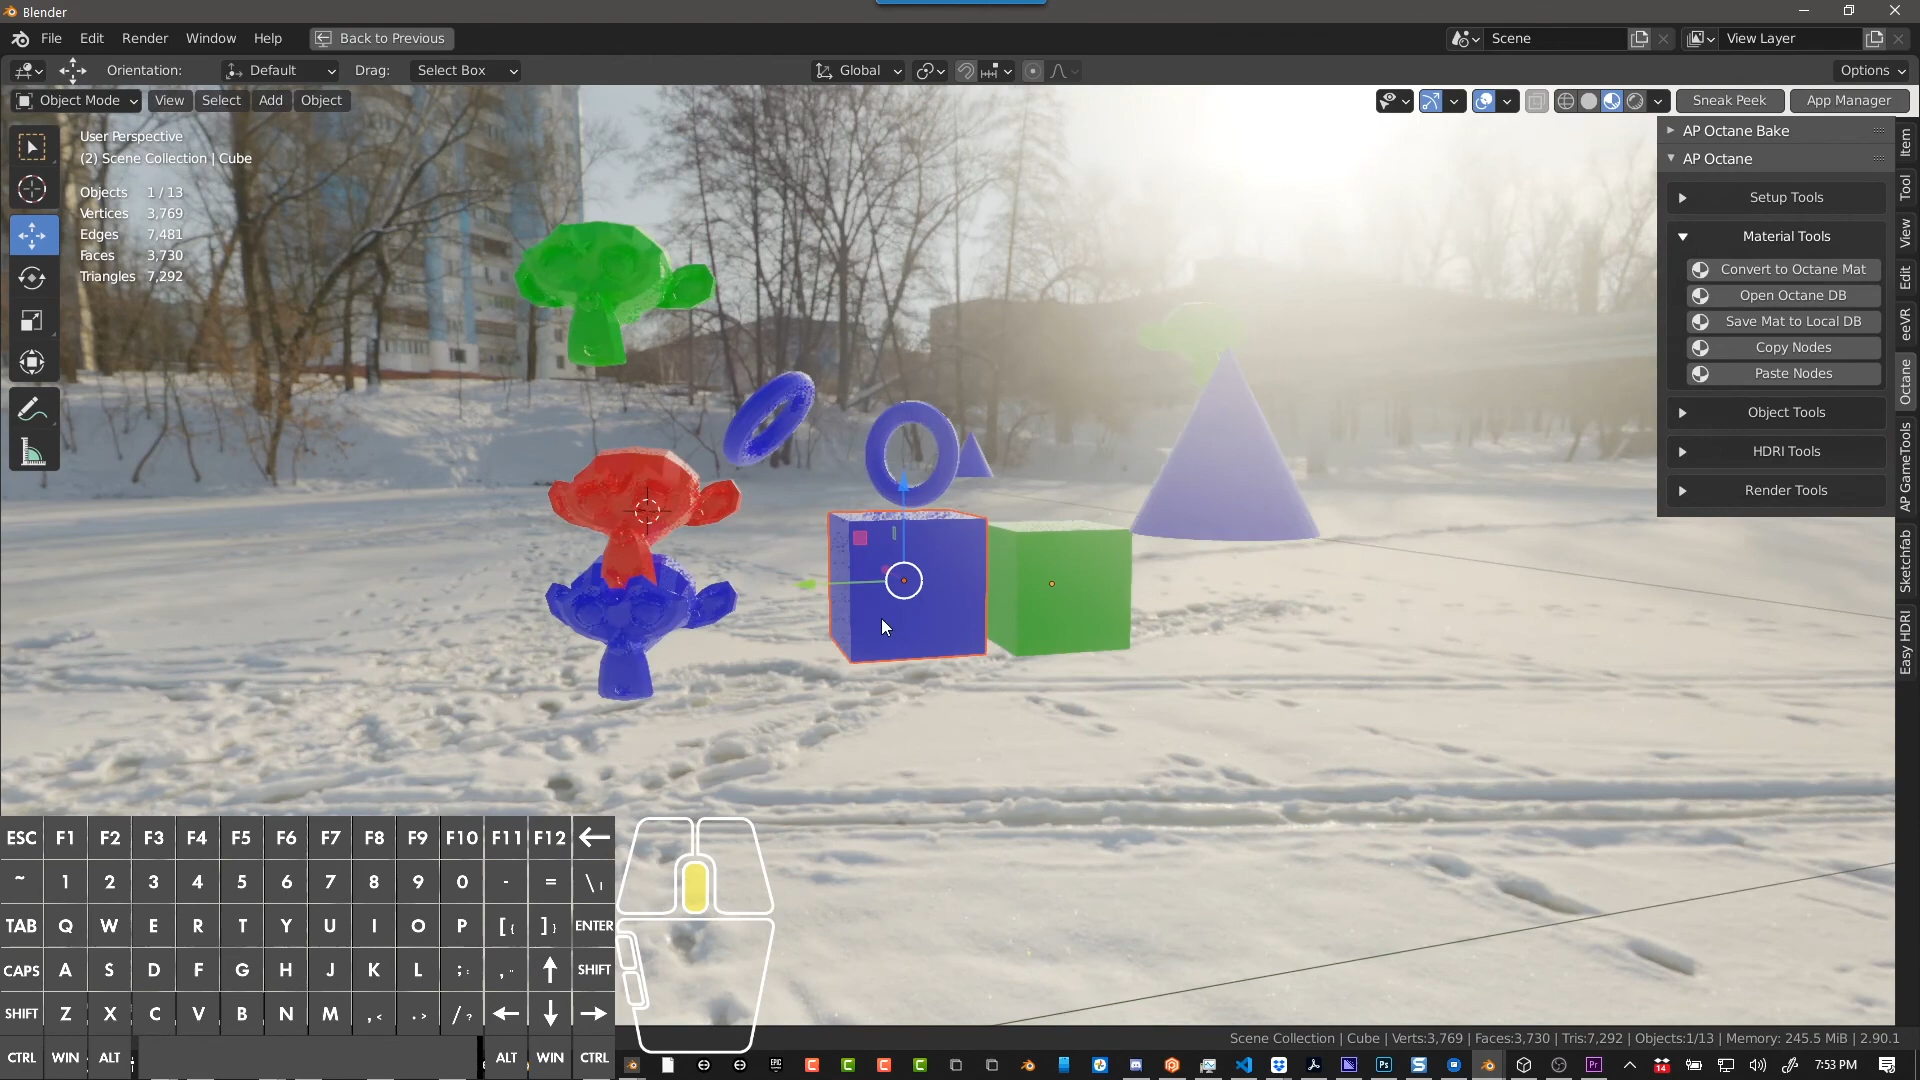 Blender
File Edit Render Window Help Back to Previous Scene View Layer
Orientation: Default Drag: Select Box Global Options
Object Mode View Select Add Object Sneak Peek App Manager
User Perspective
(2) Scene Collection | Cube
Objects 1 / 13
Vertices 3,769
Edges 7,481
Faces 3,730
Triangles 7,292
AP Octane Bake
AP Octane
Setup Tools
Material Tools
Convert to Octane Mat
Open Octane DB
Save Mat to Local DB
Copy Nodes
Paste Nodes
Object Tools
HDRI Tools
Render Tools
Item
Tool
View
Edit
eeVR
Octane
AP GameTools
Sketchfab
Easy HDRI
ESC F1 F2 F3 F4 F5 F6 F7 F8 F9 F10 F11 F12 ←
~ 1 2 3 4 5 6 7 8 9 0 - = \ |
TAB Q W E R T Y U I O P [ { ] } ENTER
CAPS A S D F G H J K L ; : , " ↑ SHIFT
SHIFT Z X C V B N M , < . > / ? ← ↓ →
CTRL WIN ALT ALT WIN CTRL
Scene Collection | Cube | Verts:3,769 | Faces:3,730 | Tris:7,292 | Objects:1/13 | Memory: 245.5 MiB | 2.90.1
EPIC C C C C Ps S Pr 14 7:53 PM